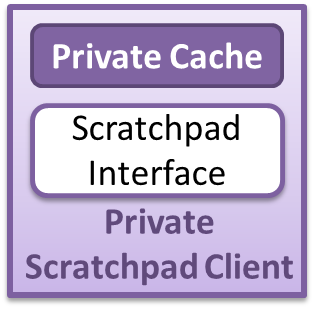 Private Cache
Scratchpad
Interface
Private
Scratchpad Client